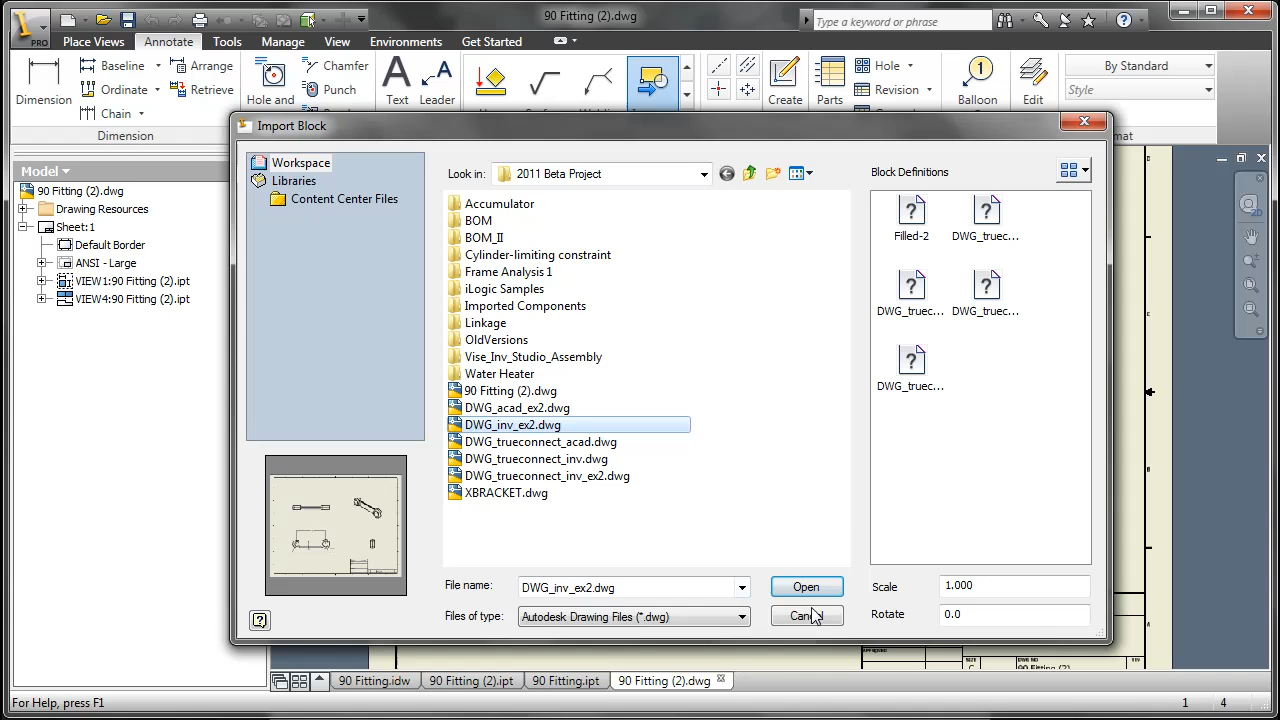 90 Fitting (2).dwg
Type a keyword or phrase
PRO
Place Views
Annotate
Tools
Manage
View
Environments
Get Started
Dimension
Baseline
Ordinate
Chain
Arrange
Retrieve
Hole and
Chamfer
Punch
Text
Leader
Create
Parts
Hole
Revision
Balloon
Edit
By Standard
Style
Dimension
Import Block
Model
90 Fitting (2).dwg
Drawing Resources
Sheet:1
Default Border
ANSI - Large
VIEW1:90 Fitting (2).ipt
VIEW4:90 Fitting (2).ipt
Workspace
Libraries
Content Center Files
Look in:
2011 Beta Project
Block Definitions
Accumulator
BOM
BOM_II
Cylinder-limiting constraint
Frame Analysis 1
iLogic Samples
Imported Components
Linkage
OldVersions
Vise_Inv_Studio_Assembly
Water Heater
90 Fitting (2).dwg
DWG_acad_ex2.dwg
DWG_inv_ex2.dwg
DWG_trueconnect_acad.dwg
DWG_trueconnect_inv.dwg
DWG_trueconnect_inv_ex2.dwg
XBRACKET.dwg
Filled-2
DWG_truec...
DWG_truec...
DWG_truec...
DWG_truec...
File name:
DWG_inv_ex2.dwg
Open
Scale
1.000
Files of type:
Autodesk Drawing Files (*.dwg)
Cancel
Rotate
0.0
90 Fitting (2)
90 Fitting.idw
90 Fitting (2).ipt
90 Fitting.ipt
90 Fitting (2).dwg
For Help, press F1
1
4